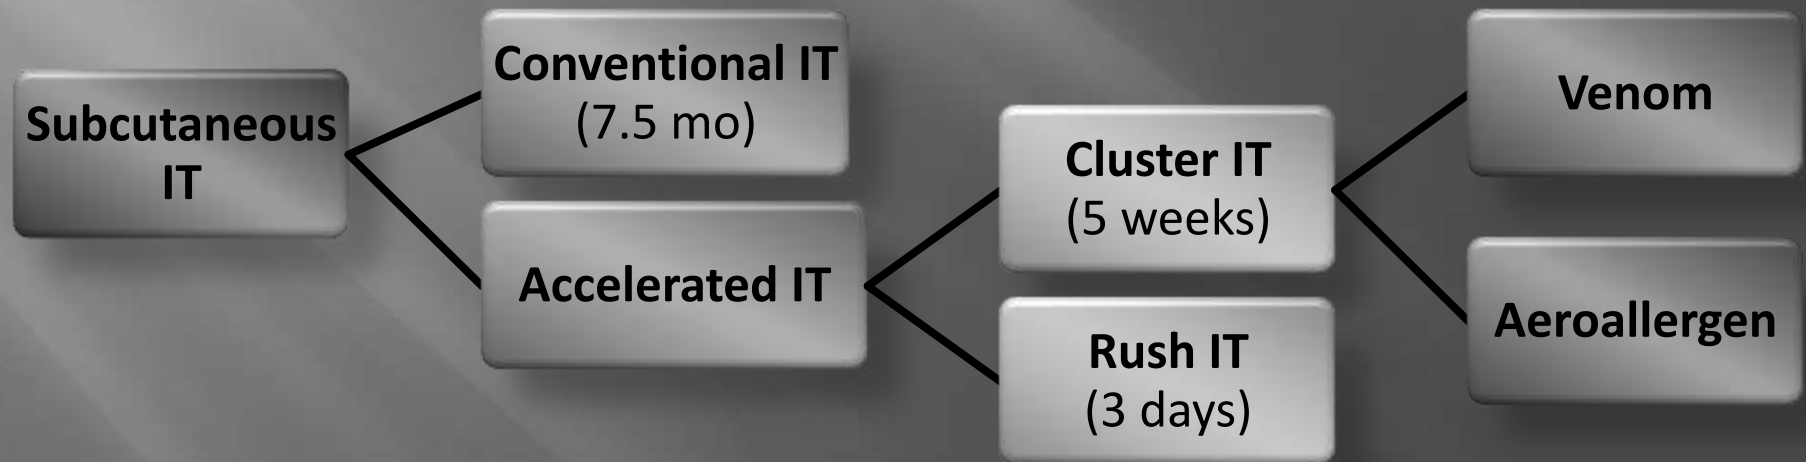 Subcutaneous
IT
Conventional IT
(7.5 mo)
Accelerated IT
Cluster IT
(5 weeks)
Rush IT
(3 days)
Venom
Aeroallergen